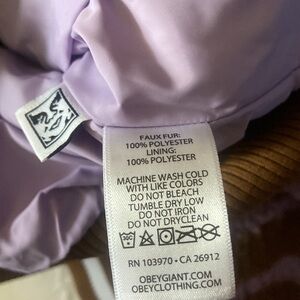 FAUX FUR:
100% POLYESTER
LINING:
100% POLYESTER
MACHINE WASH COLD
WITH LIKE COLORS
DO NOT BLEACH
TUMBLE DRY LOW
DO NOT IRON
DO NOT DRYCLEAN
RN 103970 • CA 26912
OBEYGIANT.COM
OBEYCLOTHING.COM